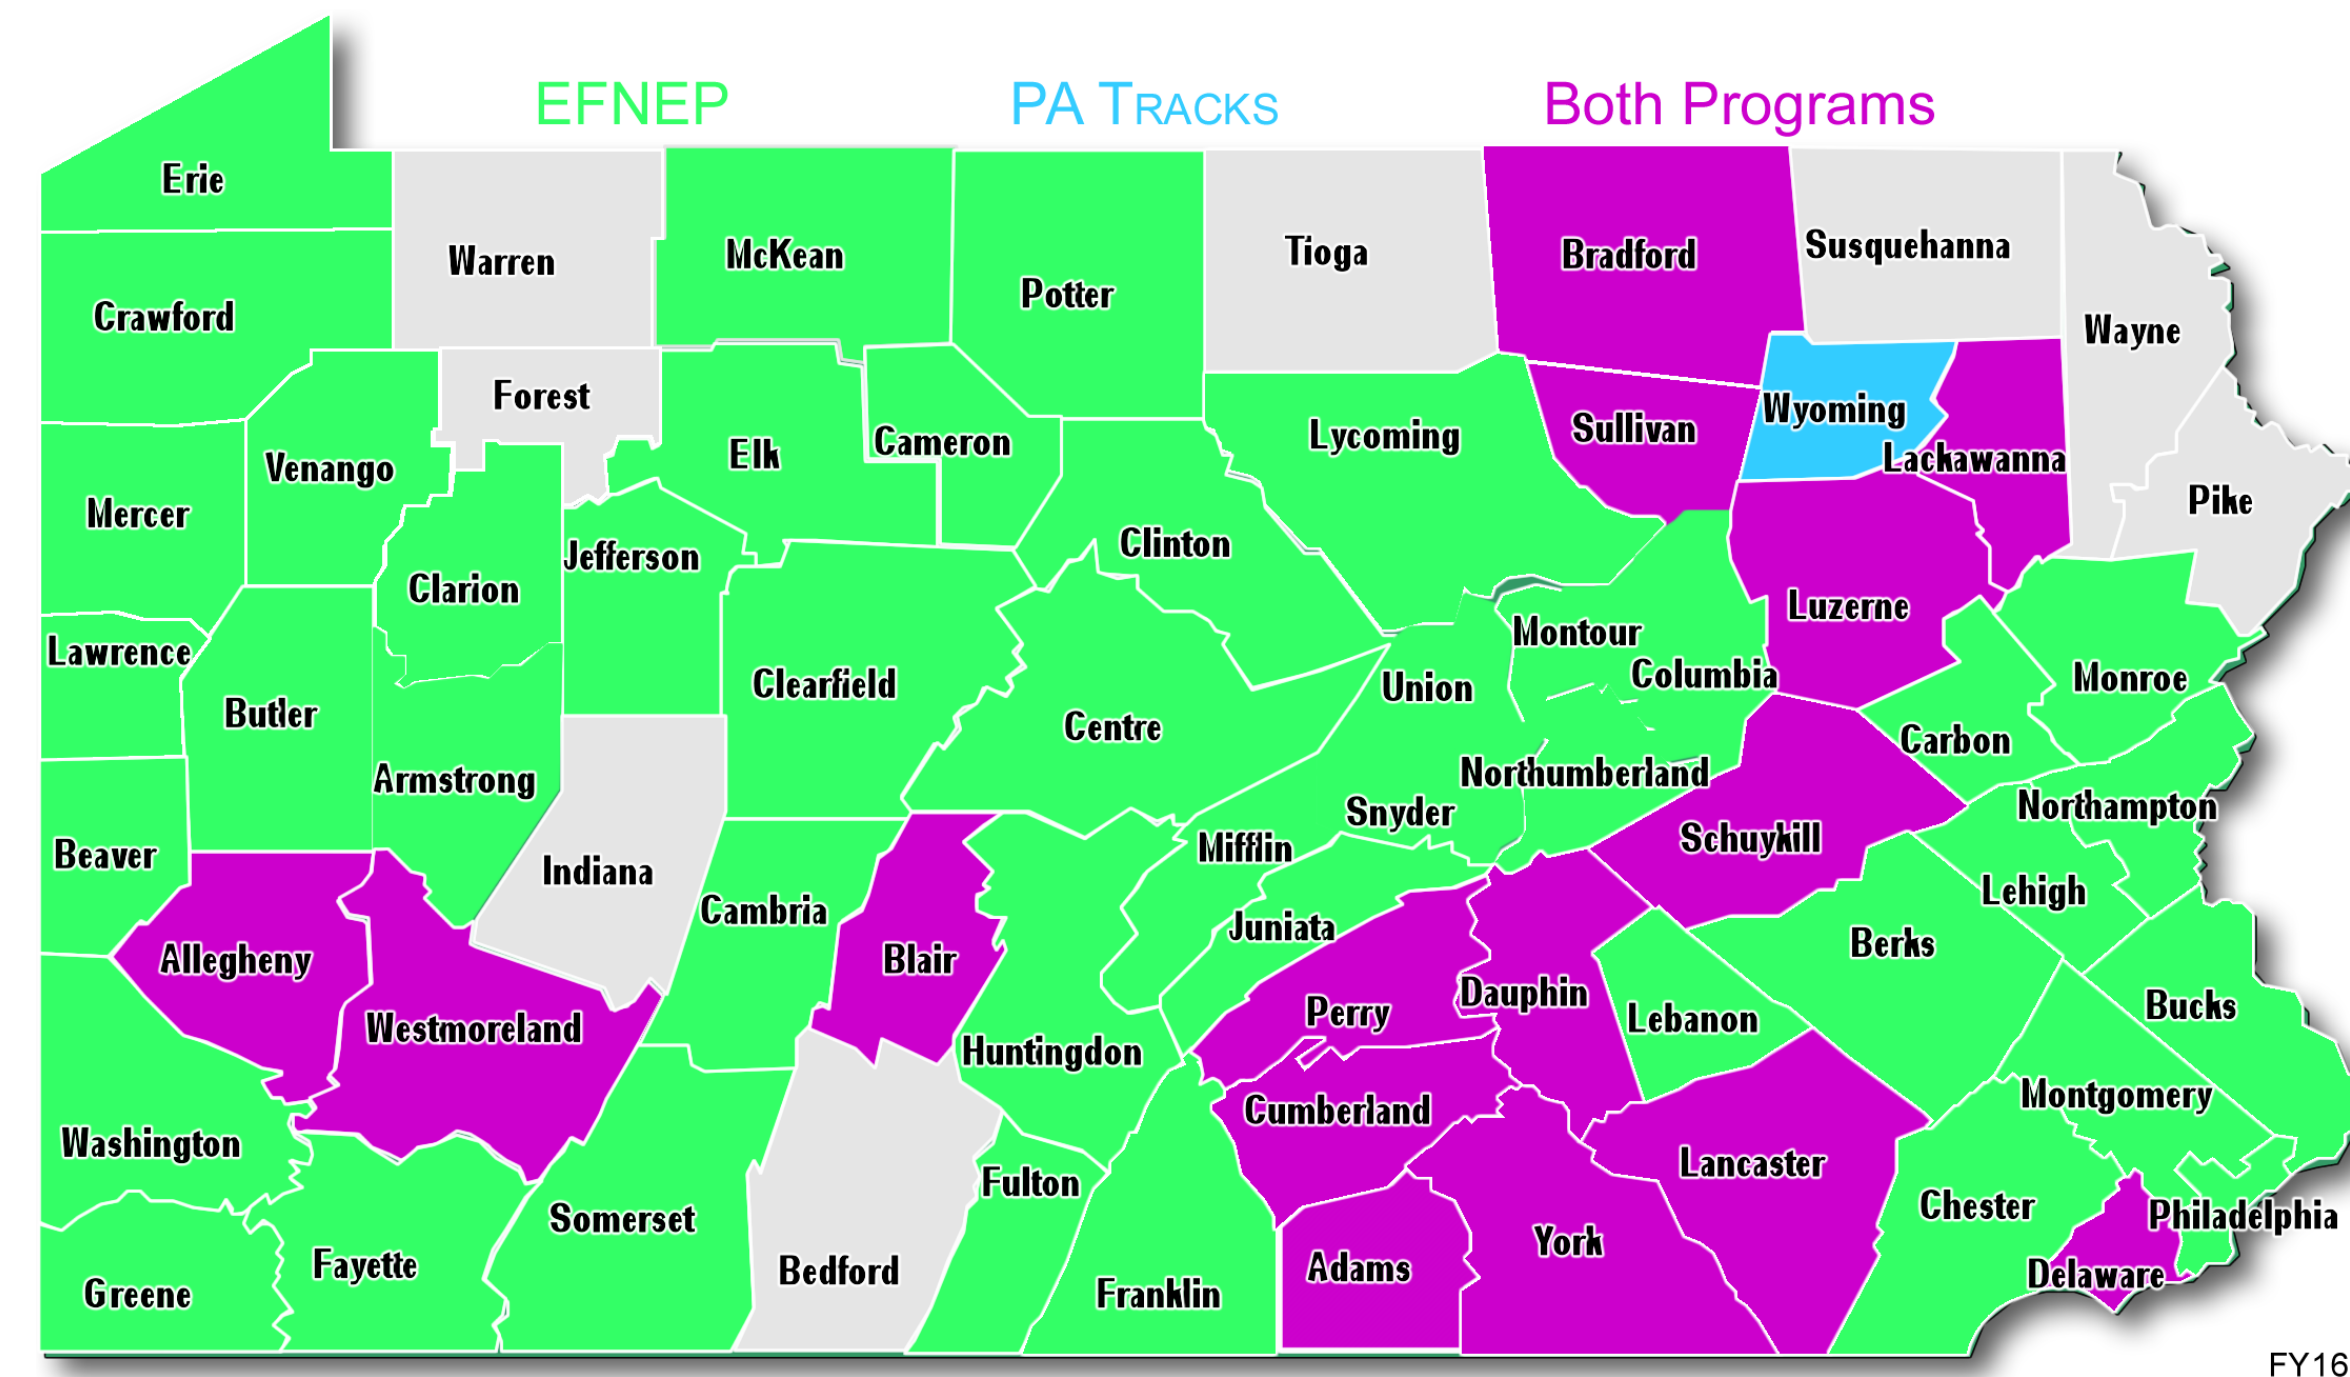 EFNEP
PA TRACKS
Both Programs
Erie
Warren
McKean
Potter
Tioga
Bradford
Susquehanna
Wayne
Crawford
Forest
Venango
Elk
Cameron
Lycoming
Sullivan
Wyoming
Lackawanna
Pike
Mercer
Clarion
Jefferson
Clinton
Luzerne
Lawrence
Butler
Clearfield
Centre
Union
Montour
Columbia
Monroe
Carbon
Armstrong
Northumberland
Snyder
Mifflin
Schuykill
Northampton
Beaver
Indiana
Cambria
Lehigh
Juniata
Berks
Allegheny
Blair
Perry
Dauphin
Lebanon
Bucks
Westmoreland
Huntingdon
Cumberland
Montgomery
Washington
Fulton
Lancaster
Chester
Philadelphia
Somerset
York
Greene
Fayette
Bedford
Franklin
Adams
Delaware
FY16